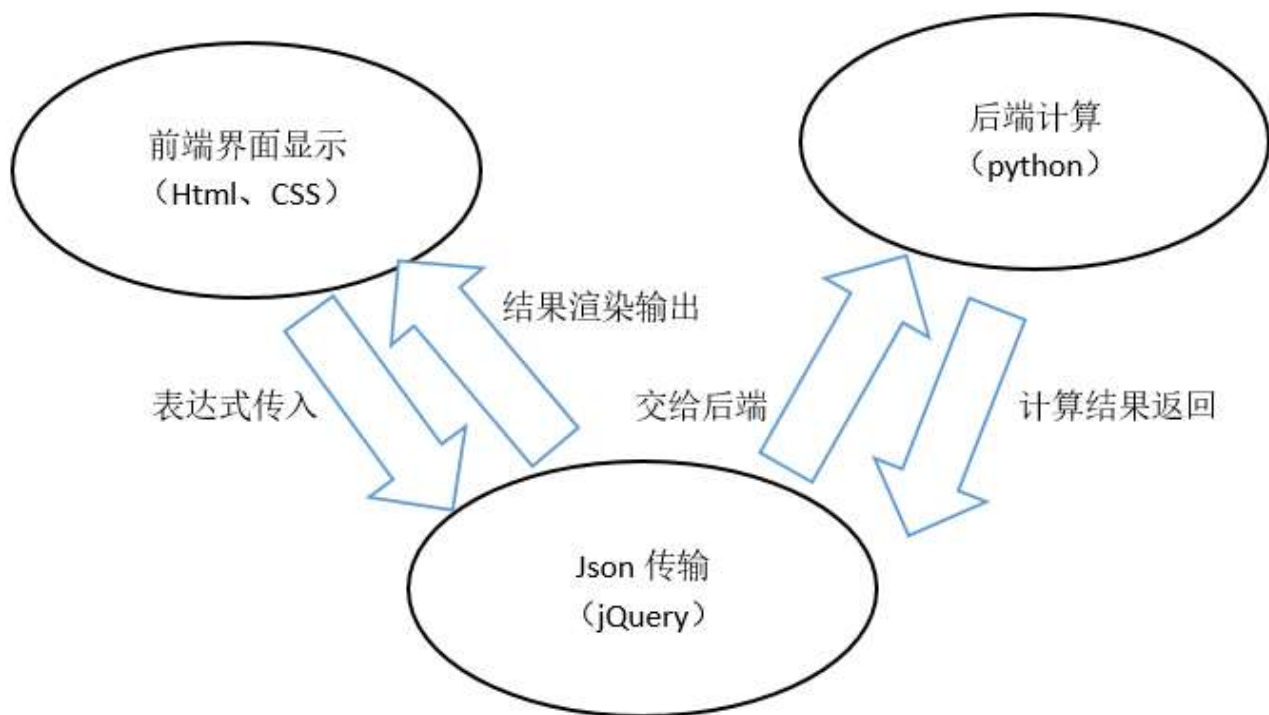 前端界面显示
（Html、CSS）
后端计算
（python）
结果渲染输出
表达式传入
交给后端
计算结果返回
Json 传输
（jQuery）